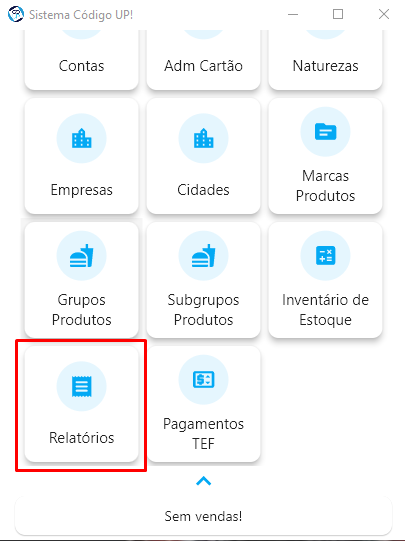 Sistema Código UP!
Contas
Adm Cartão
Naturezas
Empresas
Cidades
Marcas
Produtos
Grupos
Produtos
Subgrupos
Produtos
Inventário de
Estoque
Relatórios
Pagamentos
TEF
Sem vendas!